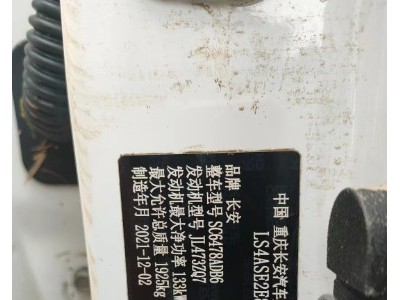 中国 重庆长安汽车
LS4ASE2E
品牌 长安
整车型号 SC6478ADB6
发动机型号 JL473ZQ7
发动机最大净功率 133k
最大允许总质量 1925kg
制造年月 2021-12-02